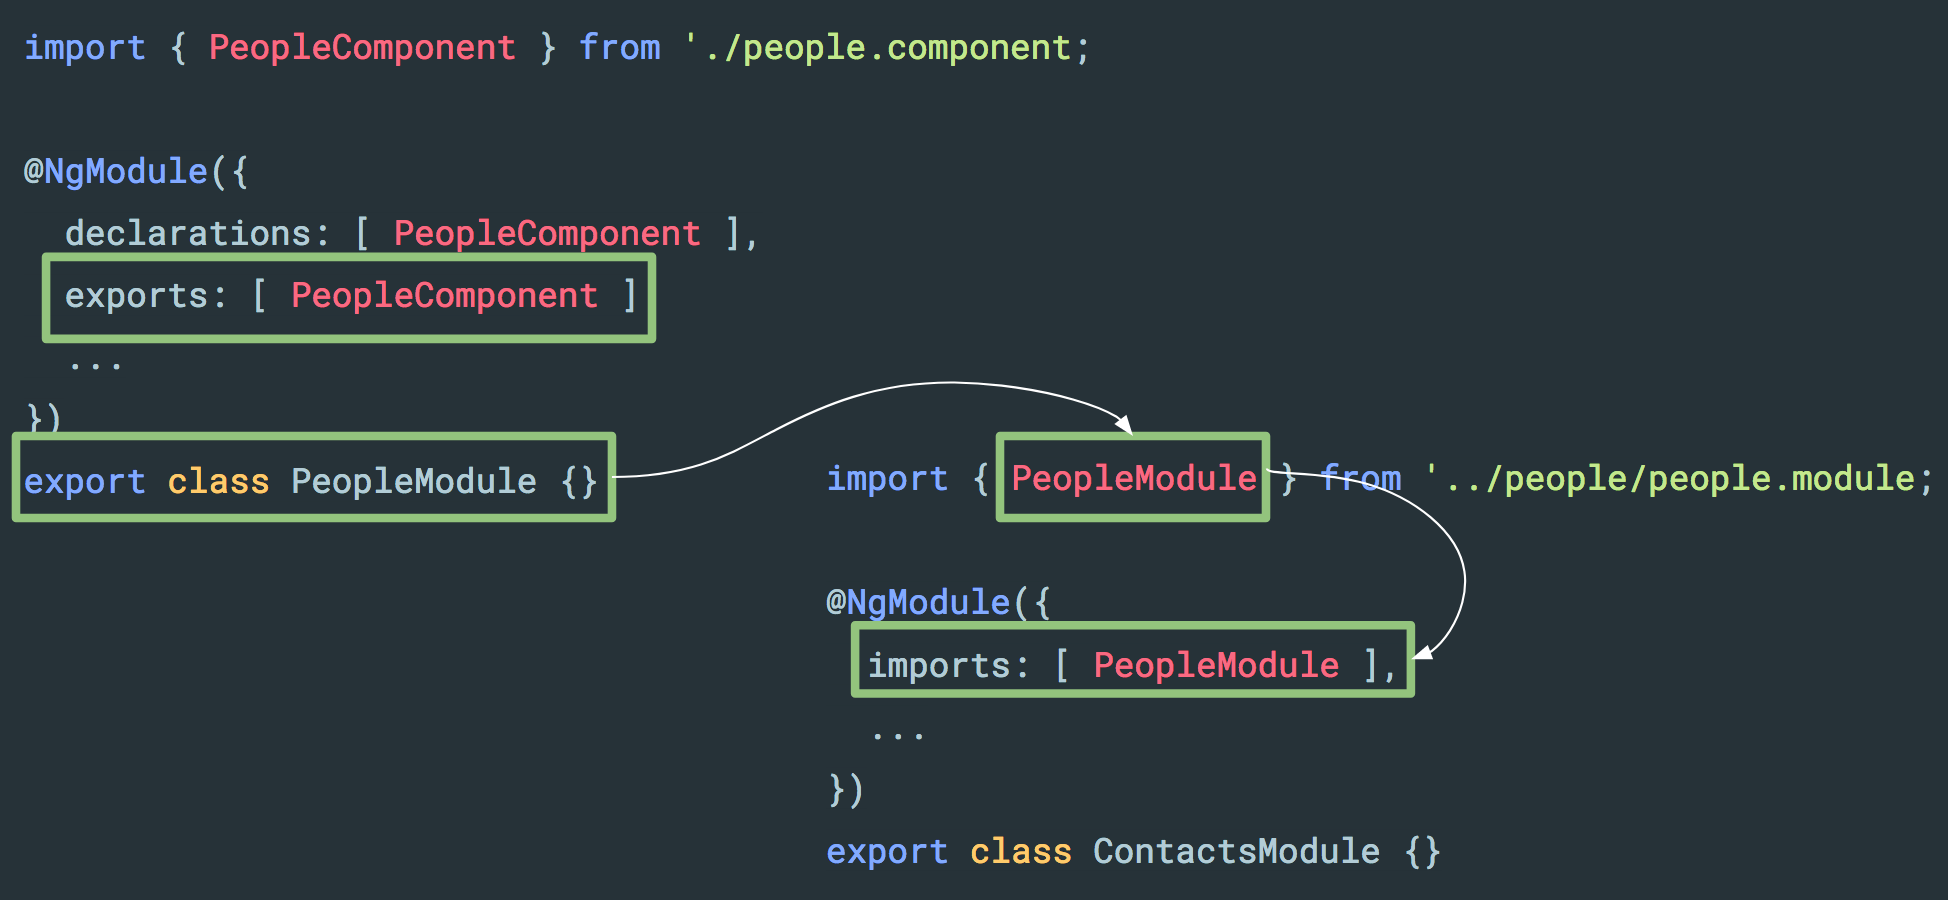 import { PeopleComponent } from './people.component;
@NgModule({
declarations: [ PeopleComponent ],
exports: [ PeopleComponent ]
...
})
export class PeopleModule {}
import { PeopleModule } from '../people/people.module;
@NgModule({
imports: [ PeopleModule ],
...
})
export class ContactsModule {}